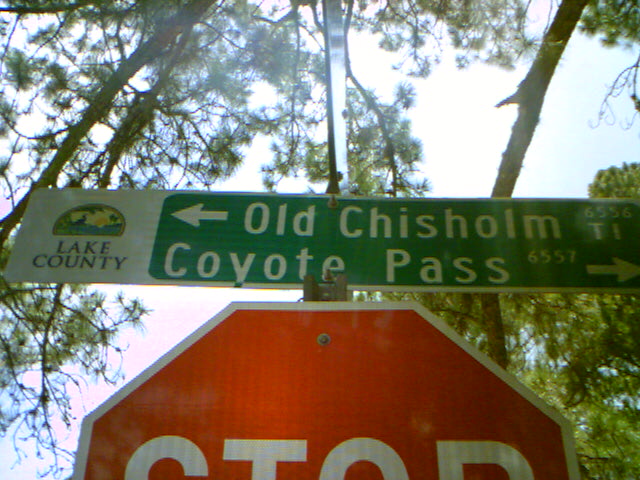 LAKE
COUNTY
← Old Chisholm Tl 6556
Coyote Pass 6557 →
STOP